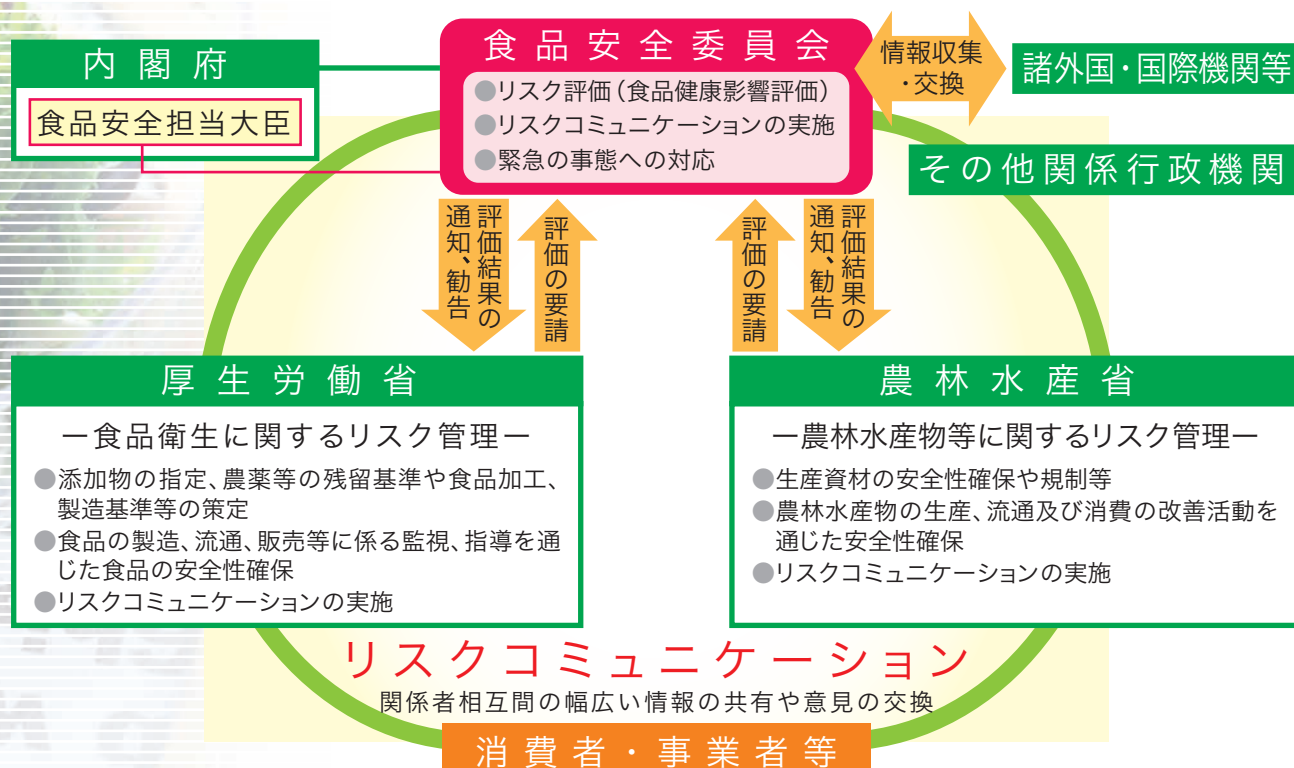 内閣府
食品安全担当大臣
食品安全委員会
●リスク評価（食品健康影響評価）
●リスクコミュニケーションの実施
●緊急の事態への対応
情報収集
・交換
諸外国・国際機関等
その他関係行政機関
評価結果の
通知、勧告
評価の要請
評価の要請
評価結果の
通知、勧告
厚生労働省
ー食品衛生に関するリスク管理ー
●添加物の指定、農薬等の残留基準や食品加工、
製造基準等の策定
●食品の製造、流通、販売等に係る監視、指導を通
じた食品の安全性確保
●リスクコミュニケーションの実施
農林水産省
ー農林水産物等に関するリスク管理ー
●生産資材の安全性確保や規制等
●農林水産物の生産、流通及び消費の改善活動を
通じた安全性確保
●リスクコミュニケーションの実施
リスクコミュニケーション
関係者相互間の幅広い情報の共有や意見の交換
消費者・事業者等